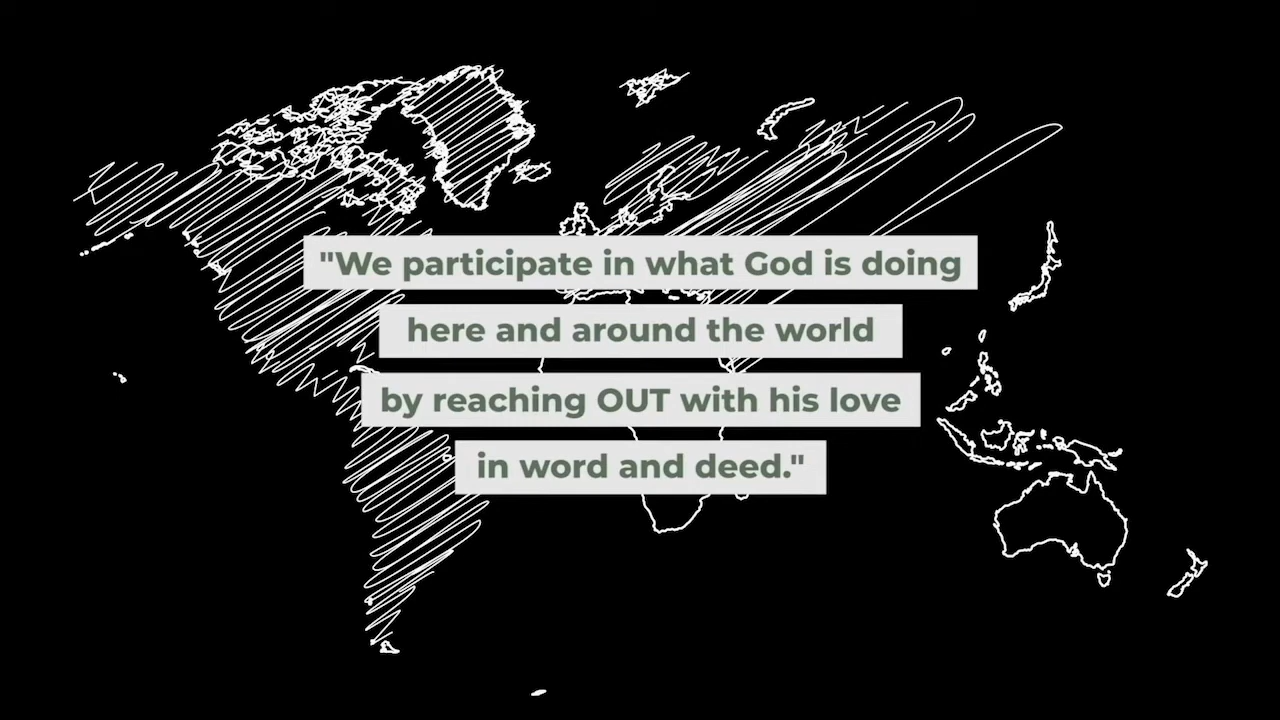 "We participate in what God is doing
here and around the world
by reaching OUT with his love
in word and deed."